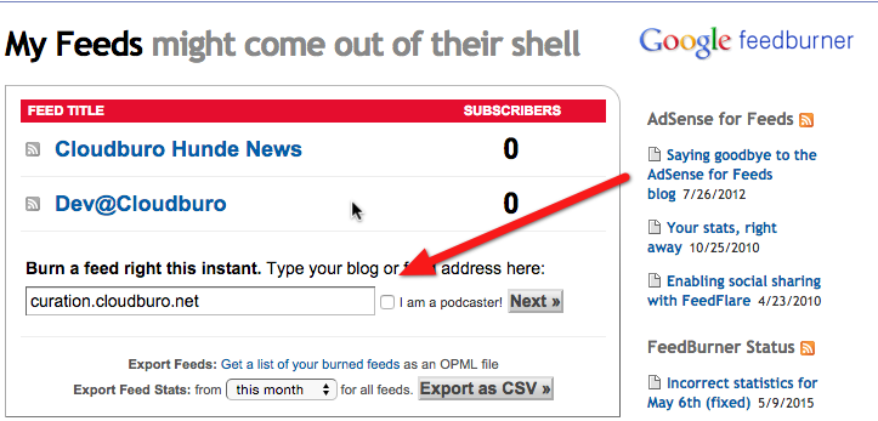 My Feeds might come out of their shell
Google feedburner
FEED TITLE SUBSCRIBERS
Cloudburo Hunde News 0
Dev@Cloudburo 0
Burn a feed right this instant. Type your blog or address here:
curation.cloudburo.net I am a podcaster! Next »
Export Feeds: Get a list of your burned feeds as an OPML file
Export Feed Stats: from this month for all feeds. Export as CSV »
AdSense for Feeds
Saying goodbye to the
AdSense for Feeds
blog 7/26/2012
Your stats, right
away 10/25/2010
Enabling social sharing
with FeedFlare 4/23/2010
FeedBurner Status
Incorrect statistics for
May 6th (fixed) 5/9/2015